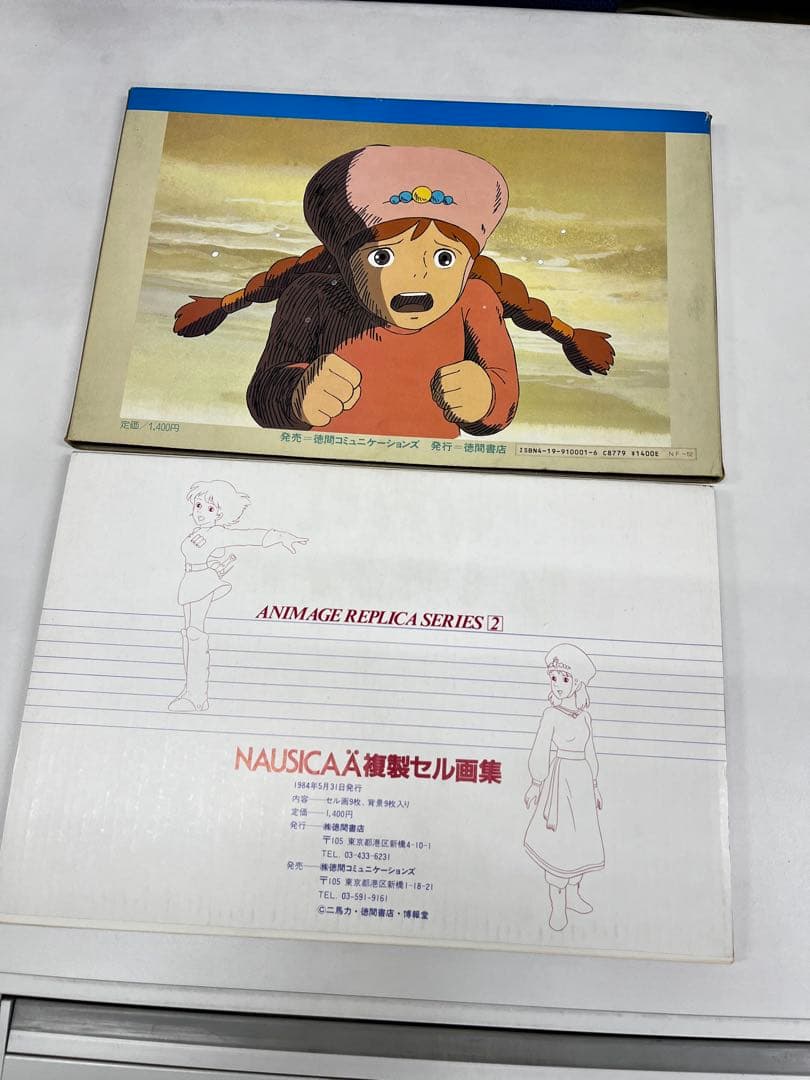 定価/1,400円
発売=徳間コミュニケーションズ 発行=徳間書店
ISBN4-19-910001-6 C8779 ¥1400E NF-52
ANIMAGE REPLICA SERIES 2
NAUSICAÄ複製セル画集
1984年5月31日発行
内容──セル画9枚、背景9枚入り
定価──1,400円
発行──㈱徳間書店
〒105 東京都港区新橋4-10-1
TEL. 03-433-6231
発売──㈱徳間コミュニケーションズ
〒105 東京都港区新橋1-18-21
TEL. 03-591-9161
©二馬力・徳間書店・博報堂